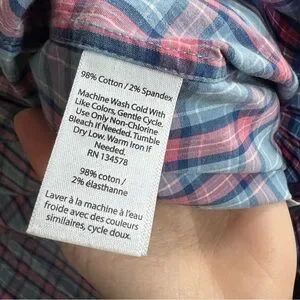 98% Cotton / 2% Spandex
Machine Wash Cold With
Like Colors, Gentle Cycle.
Use Only Non-Chlorine
Bleach If Needed. Tumble
Dry Low. Warm Iron If
Needed.
RN 134578
98% coton /
2% élasthanne
Laver à la machine à l'eau
froide avec des couleurs
similaires, cycle doux.